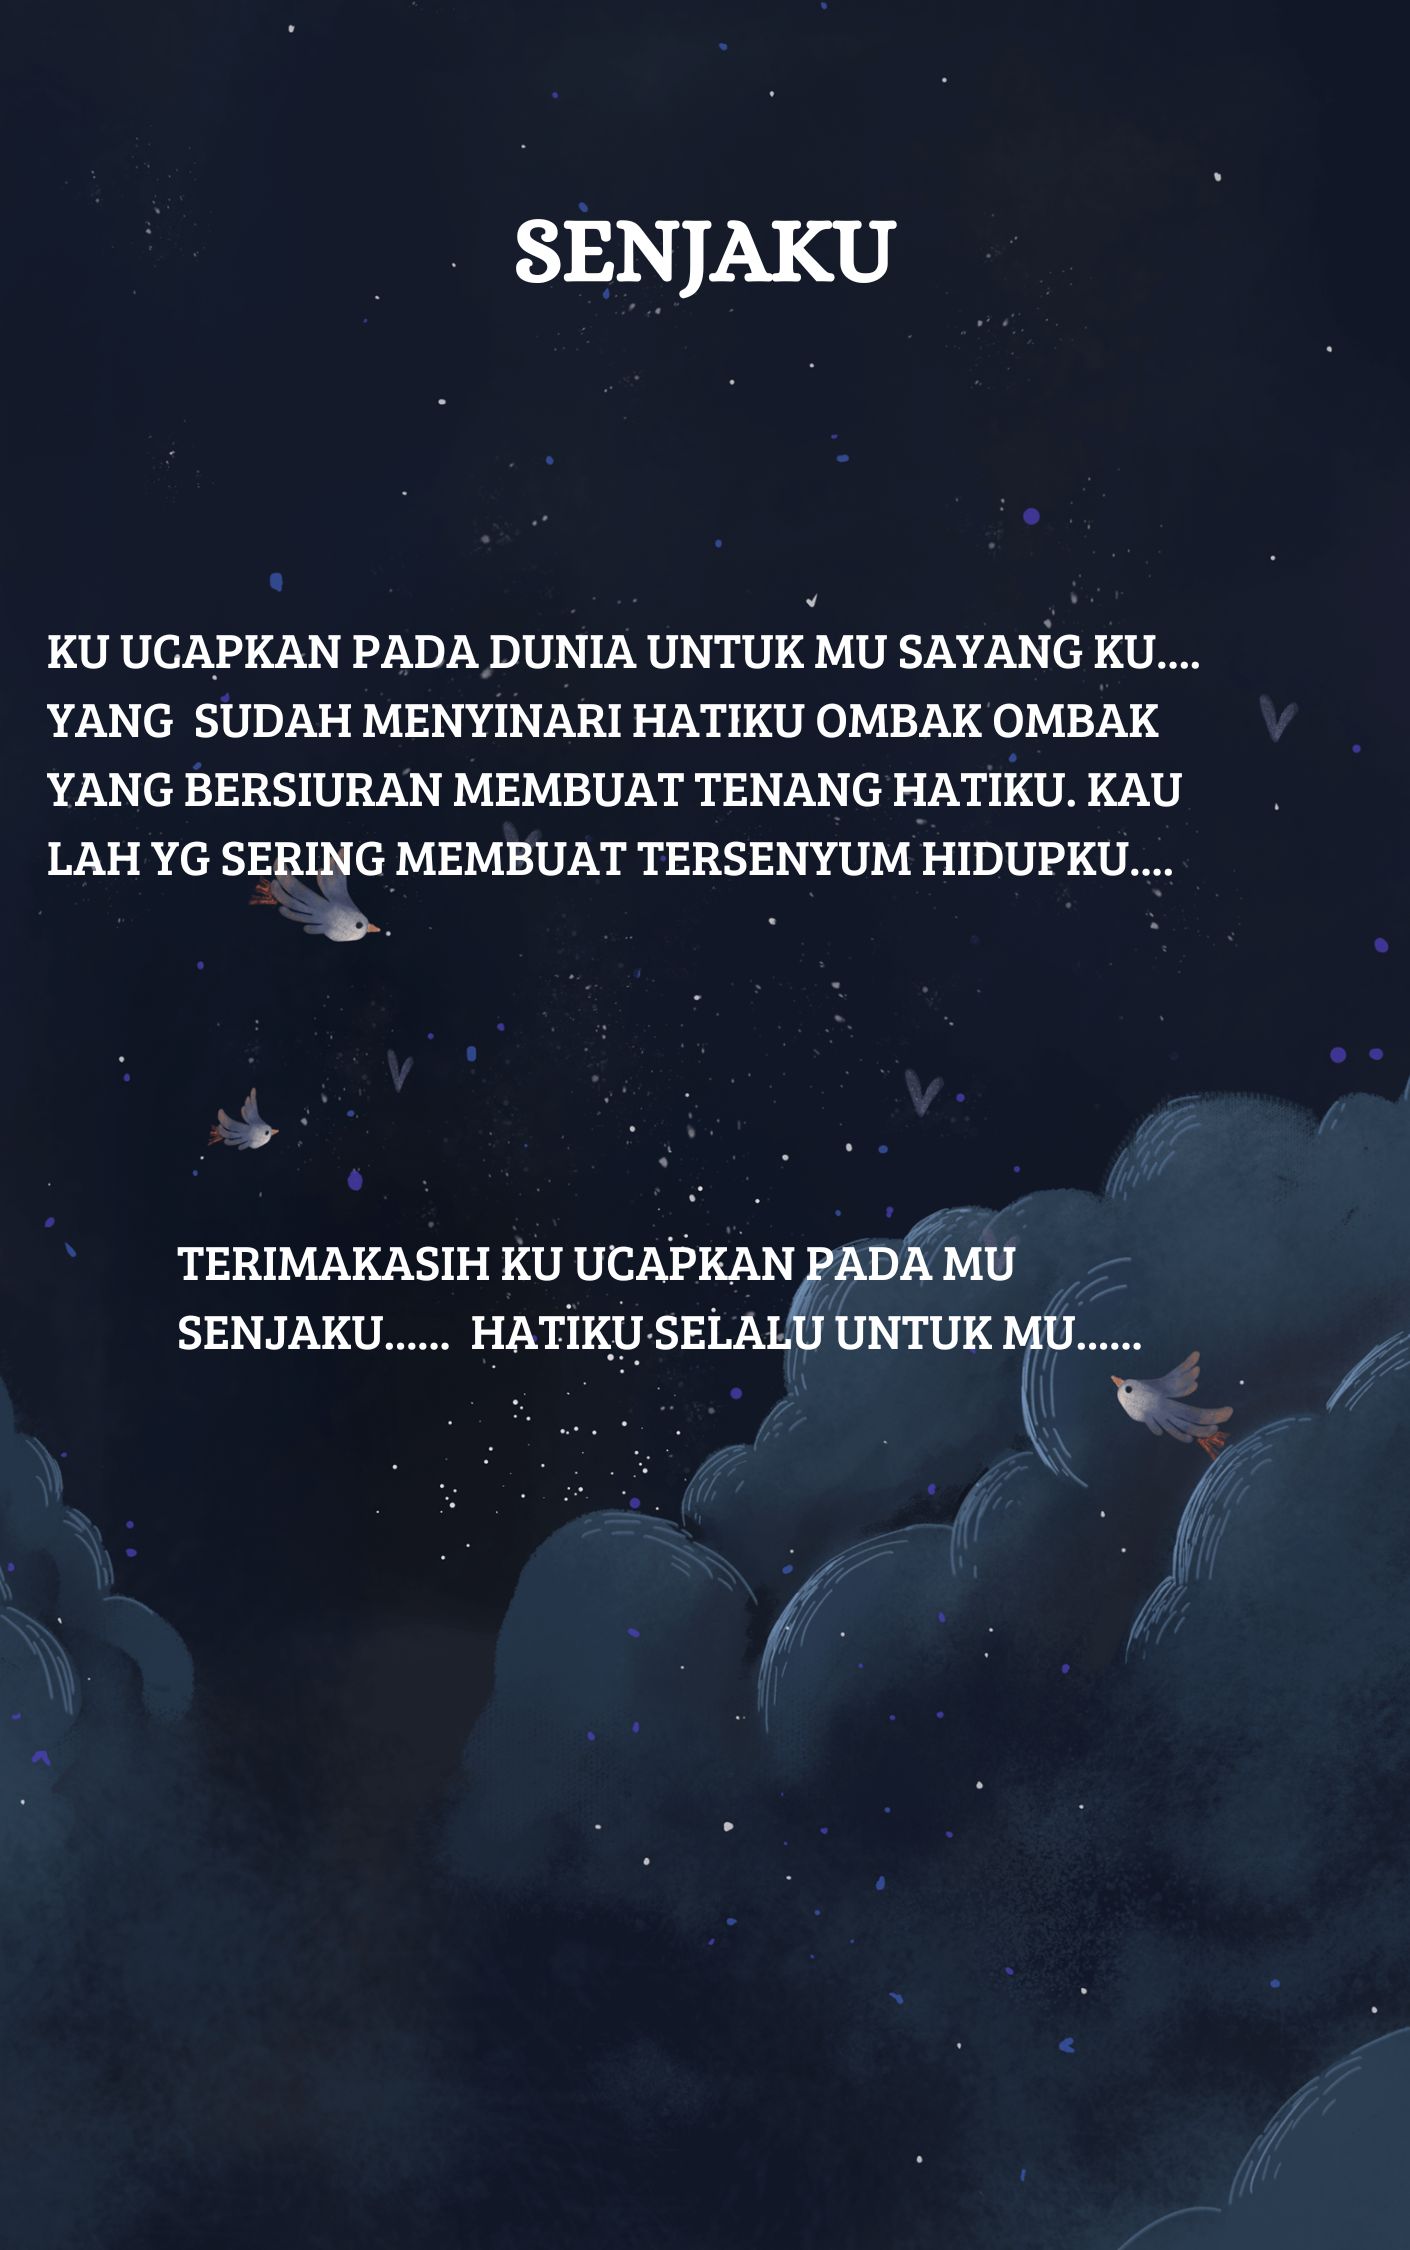 SENJAKU
KU UCAPKAN PADA DUNIA UNTUK MU SAYANG KU....
YANG  SUDAH MENYINARI HATIKU OMBAK OMBAK
YANG BERSIURAN MEMBUAT TENANG HATIKU. KAU
LAH YG SERING MEMBUAT TERSENYUM HIDUPKU....
TERIMAKASIH KU UCAPKAN PADA MU
SENJAKU......  HATIKU SELALU UNTUK MU......